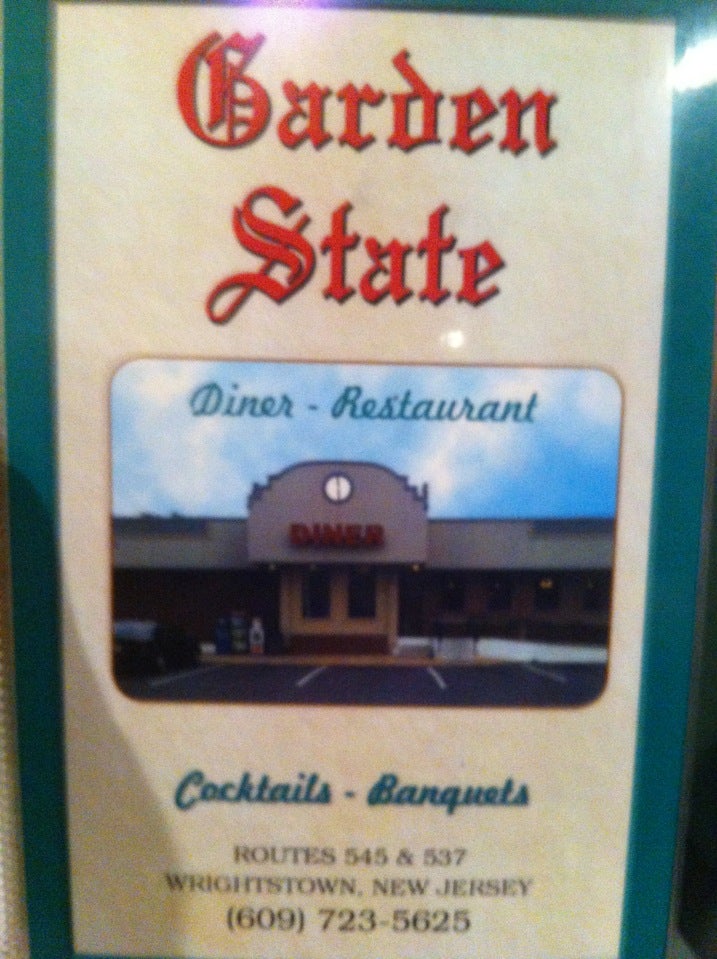 Garden
State
Diner - Restaurant
DINER
Cocktails - Banquets
ROUTES 545 & 537
WRIGHTSTOWN, NEW JERSEY
(609) 723-5625